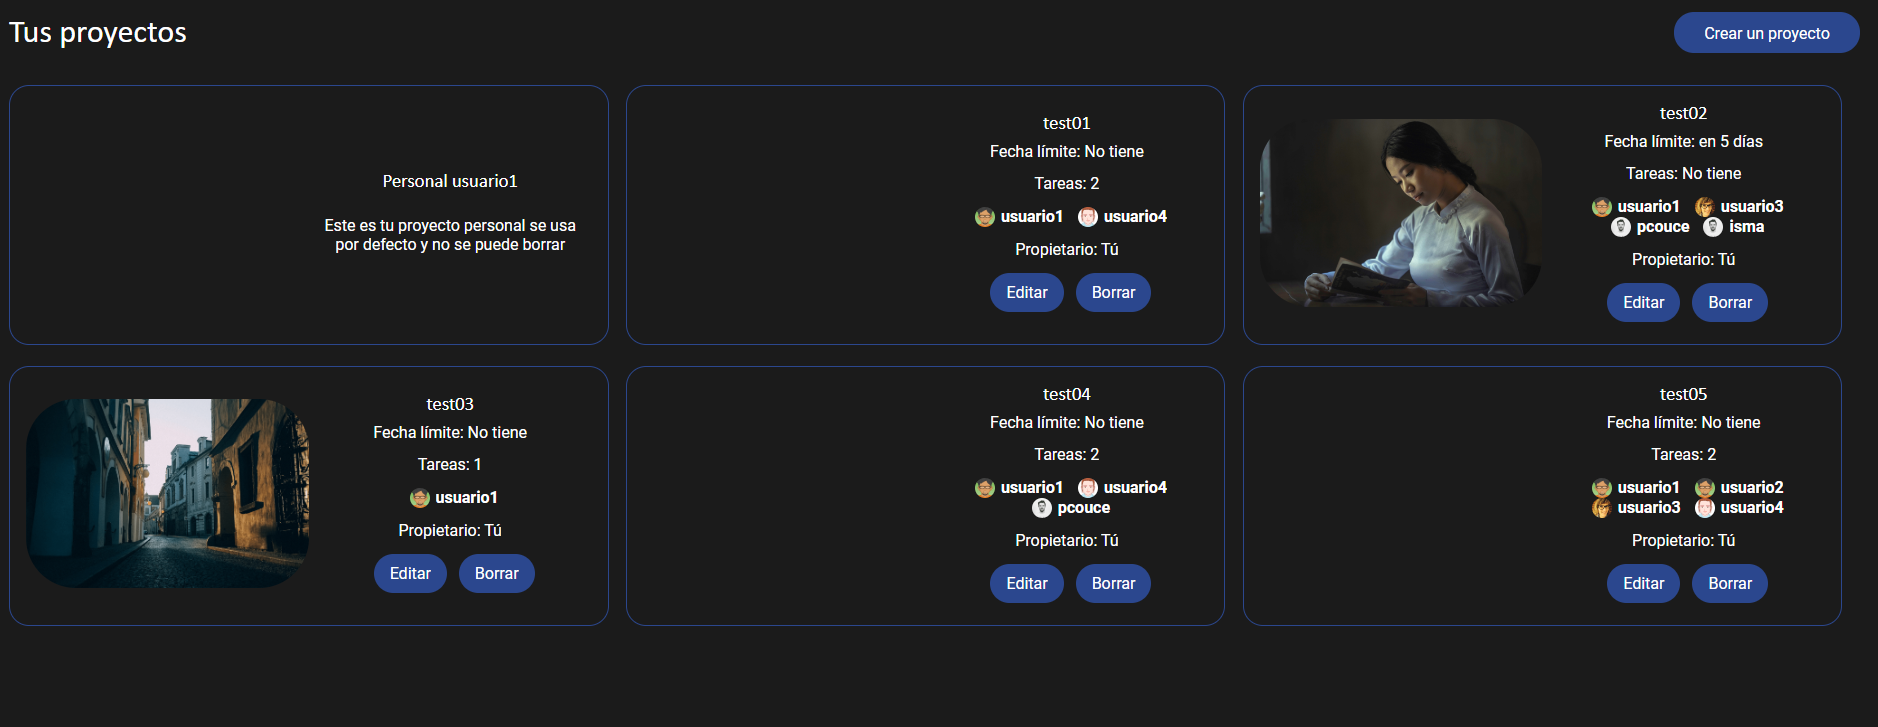 Tus proyectos
Crear un proyecto
Personal usuario1
Este es tu proyecto personal se usa
por defecto y no se puede borrar
test01
Fecha límite: No tiene
Tareas: 2
usuario1 usuario4
Propietario: Tú
Editar Borrar
test02
Fecha límite: en 5 días
Tareas: No tiene
usuario1 usuario3
pcouce isma
Propietario: Tú
Editar Borrar
test03
Fecha límite: No tiene
Tareas: 1
usuario1
Propietario: Tú
Editar Borrar
test04
Fecha límite: No tiene
Tareas: 2
usuario1 usuario4
pcouce
Propietario: Tú
Editar Borrar
test05
Fecha límite: No tiene
Tareas: 2
usuario1 usuario2
usuario3 usuario4
Propietario: Tú
Editar Borrar